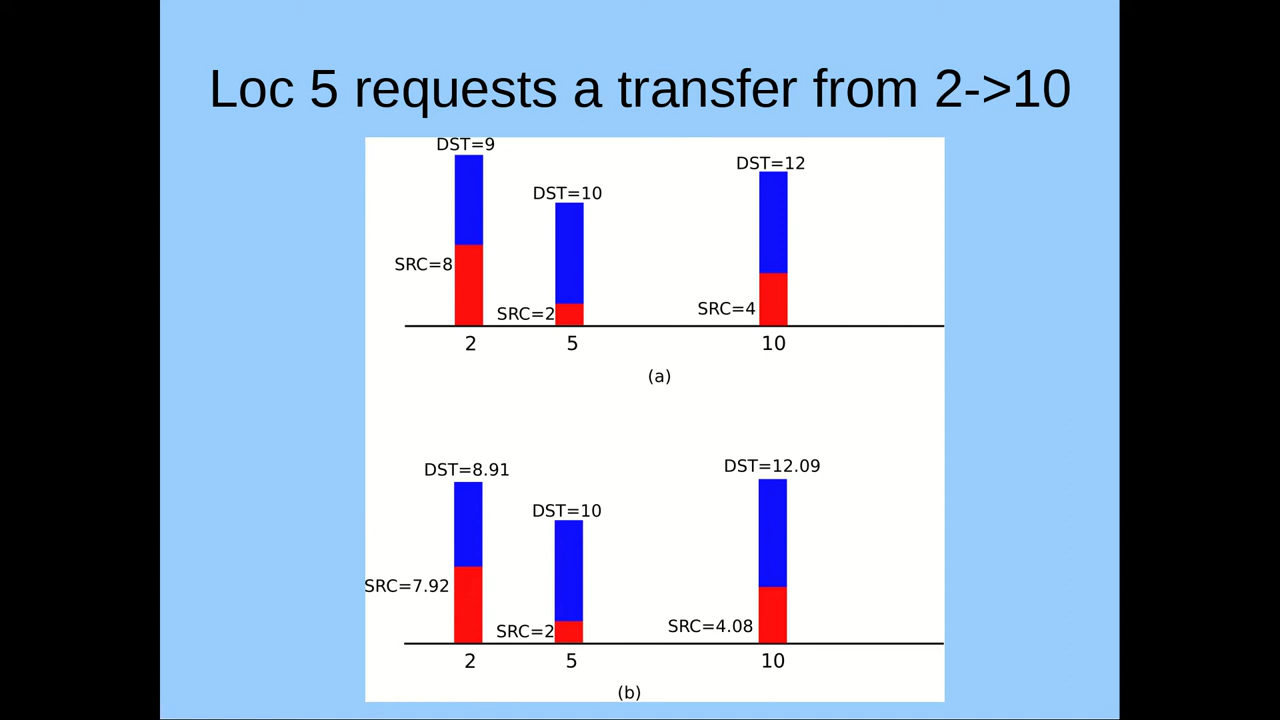 Loc 5 requests a transfer from 2->10
DST=9
DST=12
DST=10
SRC=8
SRC=2
SRC=4
2 5 10
(a)
DST=8.91
DST=12.09
DST=10
SRC=7.92
SRC=2
SRC=4.08
2 5 10
(b)